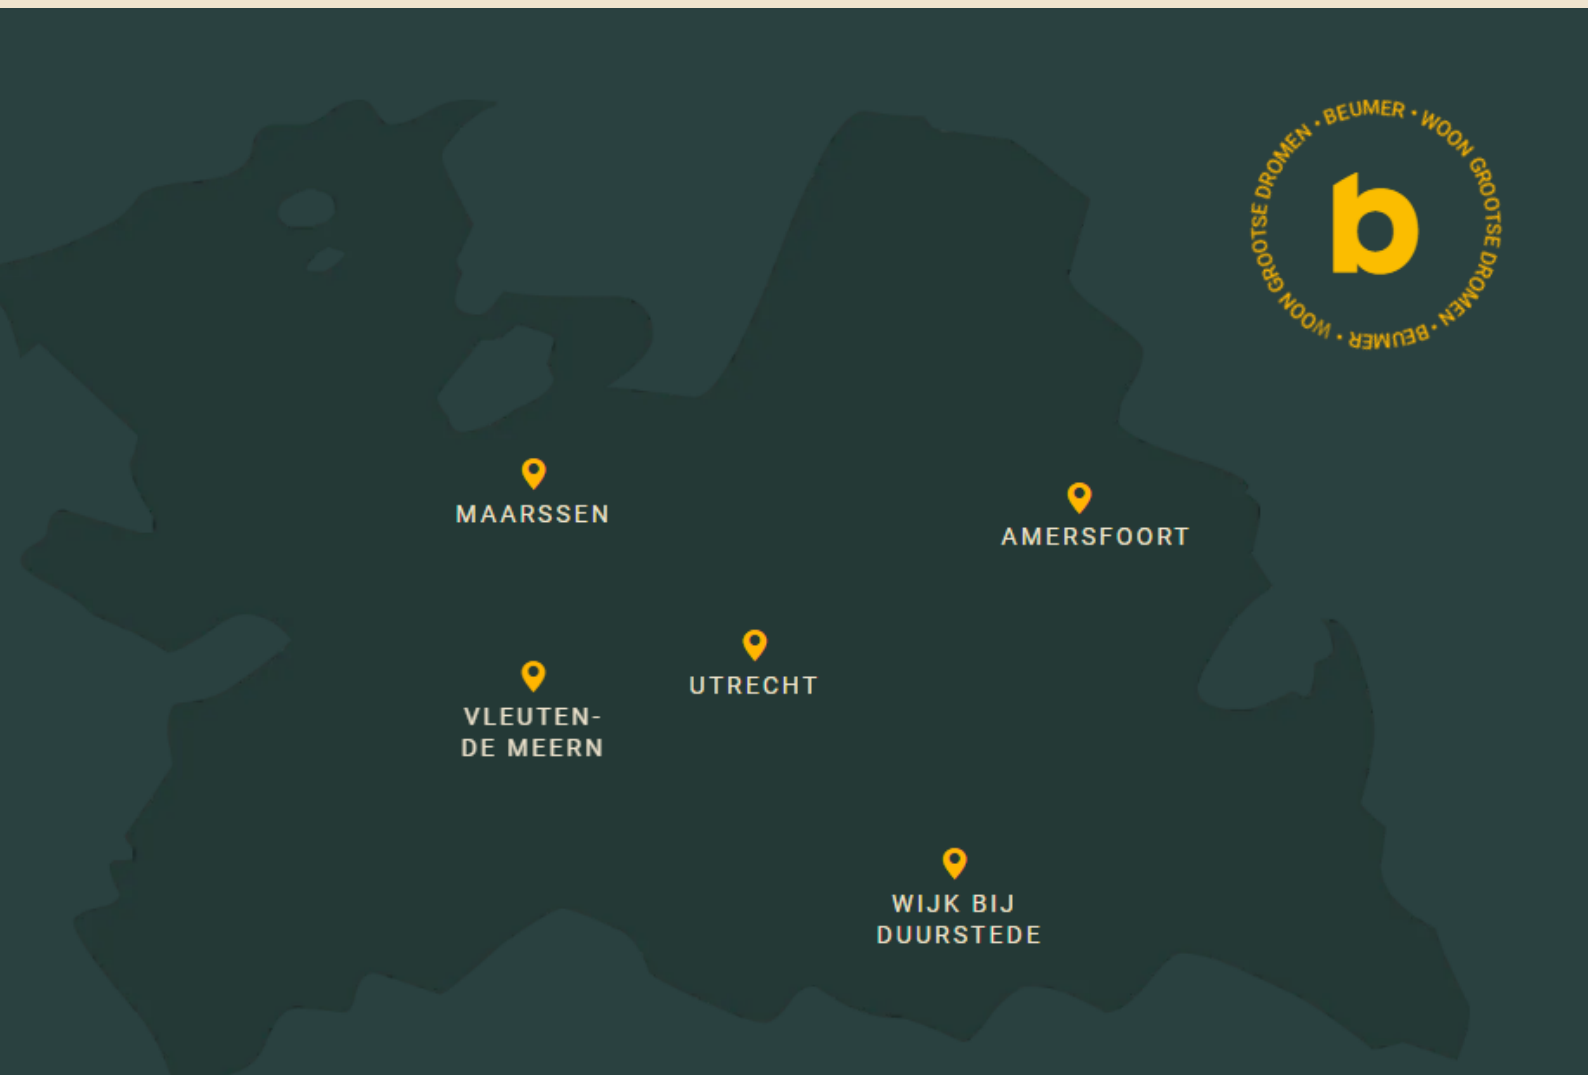 BEUMER • WOON GROOTSE DROMEN • BEUMER • WOON GROOTSE DROMEN •
b
MAARSSEN
AMERSFOORT
UTRECHT
VLEUTEN-
DE MEERN
WIJK BIJ
DUURSTEDE